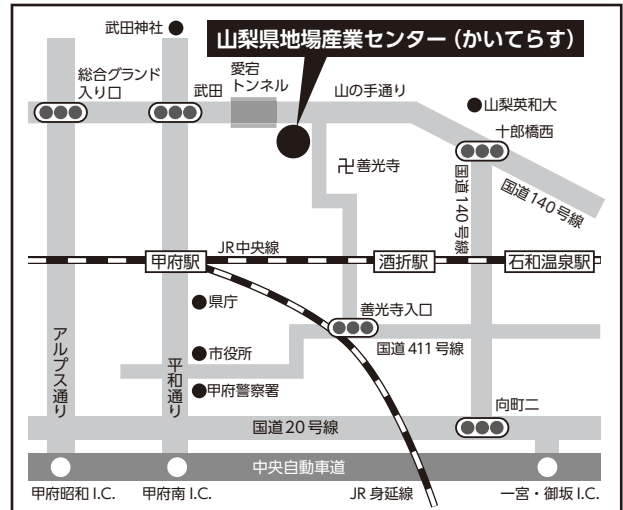 武田神社
山梨県地場産業センター（かいてらす）
総合グランド
入り口
武田
愛宕
トンネル
山の手通り
山梨英和大
十郎橋西
卍善光寺
国道140号線
国道140号線
JR中央線
甲府駅
酒折駅
石和温泉駅
県庁
善光寺入口
アルプス通り
平和通り
市役所
国道411号線
甲府警察署
向町二
国道20号線
中央自動車道
甲府昭和I.C.
甲府南I.C.
JR身延線
一宮・御坂I.C.